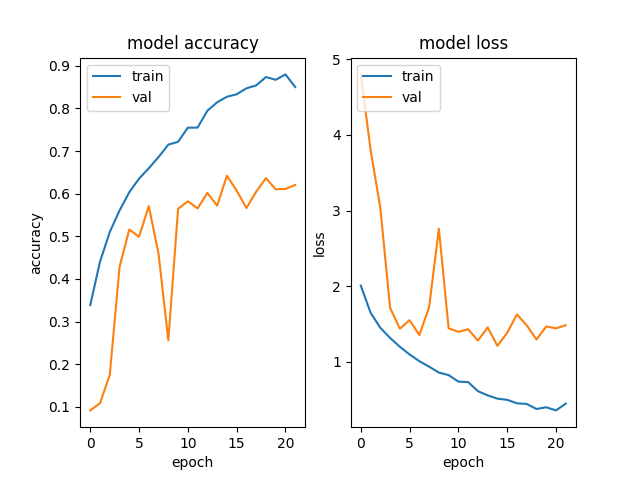 model accuracy
train
val
0.9
0.8
0.7
0.6
0.5
0.4
0.3
0.2
0.1
accuracy
0 5 10 15 20
epoch
model loss
train
val
5
4
3
2
1
loss
0 5 10 15 20
epoch